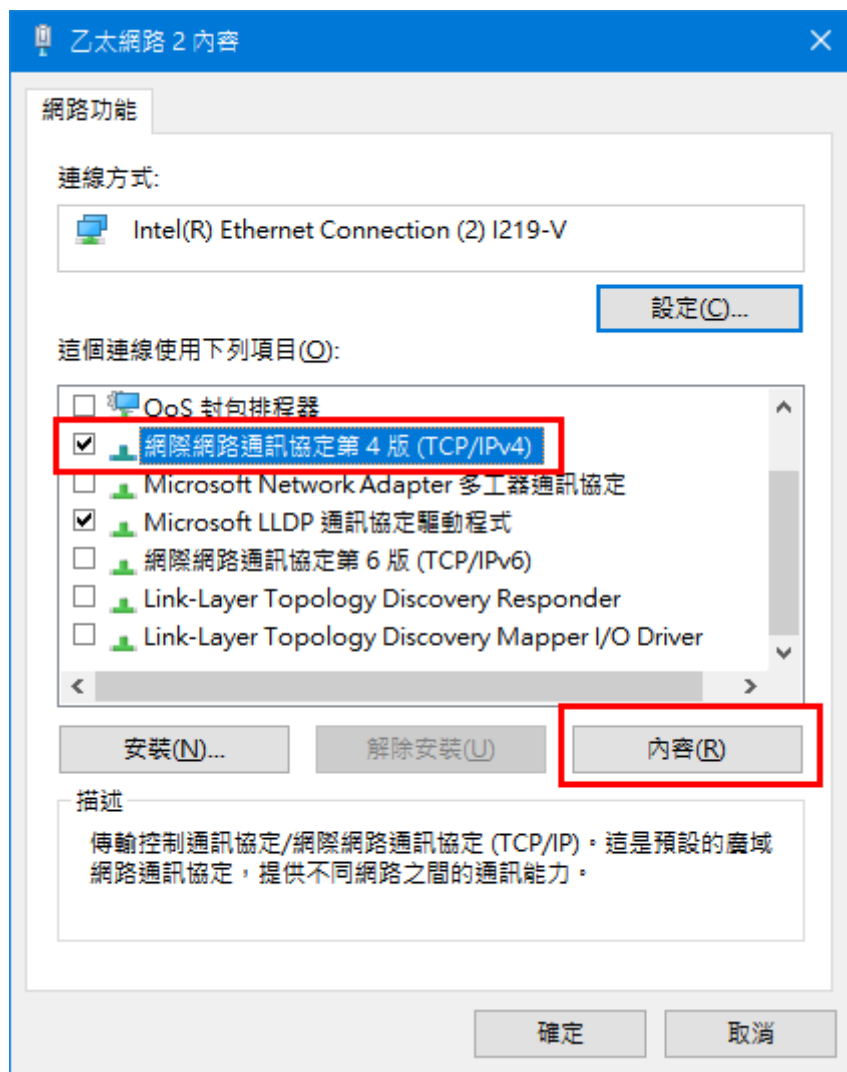 乙太網路 2 內容
網路功能
連線方式:
Intel(R) Ethernet Connection (2) I219-V
設定(C)...
這個連線使用下列項目(O):
QoS 封包排程器
網際網路通訊協定第 4 版 (TCP/IPv4)
Microsoft Network Adapter 多工器通訊協定
Microsoft LLDP 通訊協定驅動程式
網際網路通訊協定第 6 版 (TCP/IPv6)
Link-Layer Topology Discovery Responder
Link-Layer Topology Discovery Mapper I/O Driver
安裝(N)...
解除安裝(U)
內容(R)
描述
傳輸控制通訊協定/網際網路通訊協定 (TCP/IP)。這是預設的廣域
網路通訊協定，提供不同網路之間的通訊能力。
確定
取消